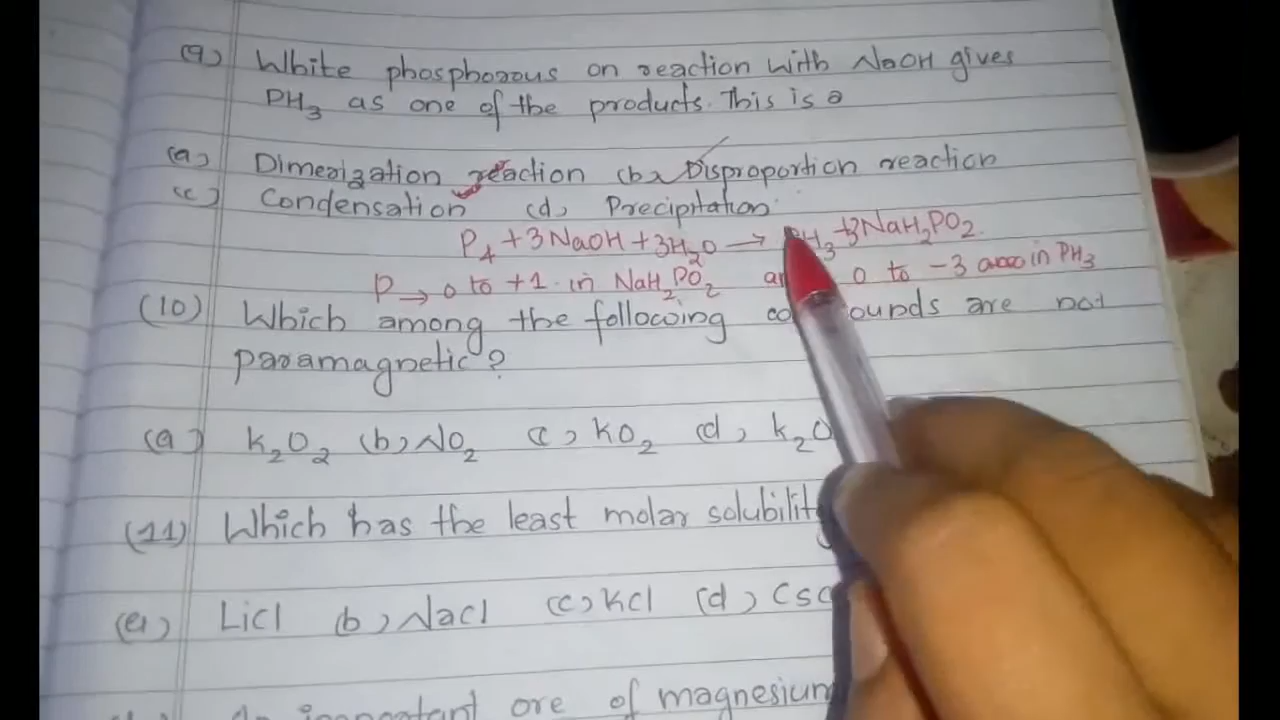 (9) White phosphorous on reaction with NaOH gives
PH₃ as one of the products. This is a
(a) Dimerization reaction (b) Disproportion reaction
(c) Condensation (d) Precipitation
P₄ + 3NaOH + 3H₂O → PH₃ + 3NaH₂PO₂
P → 0 to +1 in NaH₂PO₂ 0 to -3 in PH₃
(10) Which among the following are not
paramagnetic?
(a) K₂O₂ (b) NO₂ (c) KO₂ (d) K₂O
(11) Which has the least molar
(a) LiCl (b) NaCl (c) KCl (d)
ore of magnesium